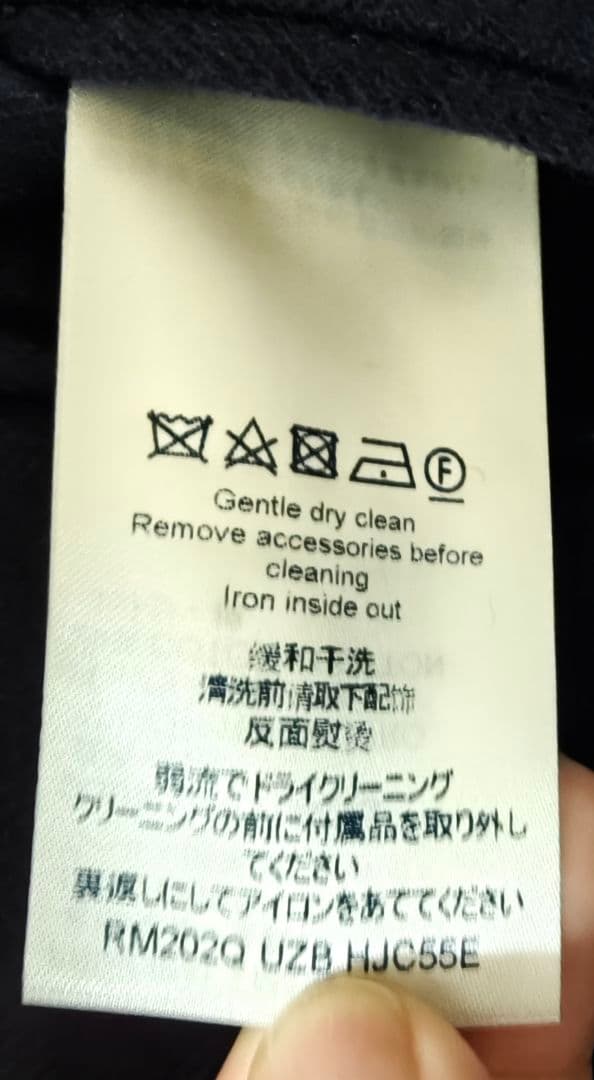 F
Gentle dry clean
Remove accessories before
cleaning
Iron inside out
缓和干洗
清洗前请取下配饰
反面熨烫
弱流でドライクリーニング
クリーニングの前に付属品を取り外し
てください
裏返しにしてアイロンをあててください
RM202Q UZB HJC55E